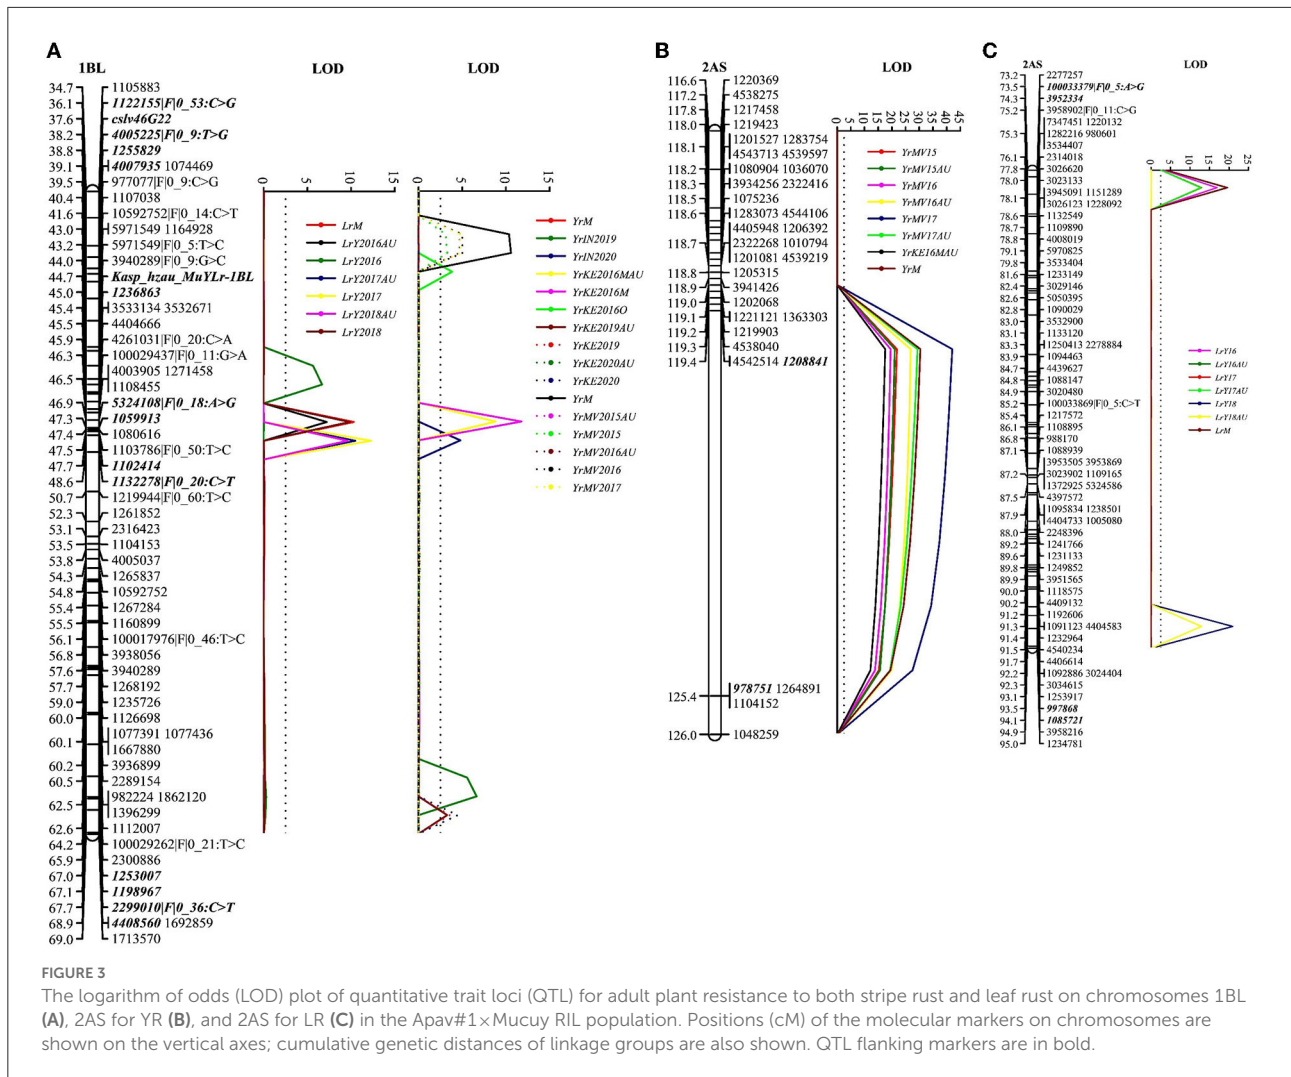 A
1BL
LOD
LOD
34.7 1105883
36.1 1122155|F|0_53:C>G
37.6 cslv46G22
38.2 4005225|F|0_9:T>G
38.8 1255829
39.1 4007935 1074469
39.5 977077|F|0_9:C>G
40.4 1107038
41.6 10592752|F|0_14:C>T
43.0 5971549 1164928
43.2 5971549|F|0_5:T>C
44.0 3940289|F|0_9:G>C
44.7 Kasp_hzau_MuYLr-1BL
45.0 1236863
45.4 3533134 3532671
45.5 4404666
45.9 4261031|F|0_20:C>A
46.3 100029437|F|0_11:G>A
4003905 1271458
46.5 1108455
46.9 5324108|F|0_18:A>G
47.3 1059913
47.4 1080616
47.5 1103786|F|0_50:T>C
47.7 1102414
48.6 1132278|F|0_20:C>T
50.7 1219944|F|0_60:T>C
52.3 1261852
53.1 2316423
53.5 1104153
53.8 4005037
54.3 1265837
54.8 10592752
55.4 1267284
55.5 1160899
56.1 100017976|F|0_46:T>C
56.8 3938056
57.6 3940289
57.7 1268192
59.0 1235726
60.0 1126698
1077391 1077436
60.1 1667880
60.2 3936899
60.5 2289154
982224 1862120
62.5 1396299
62.6 1112007
64.2 100029262|F|0_21:T>C
65.9 2300886
67.0 1253007
67.1 1198967
67.7 2299010|F|0_36:C>T
68.9 4408560 1692859
69.0 1713570
0 5 10 15
LrM
LrY2016AU
LrY2016
LrY2017AU
LrY2017
LrY2018AU
LrY2018
0 5 10 15
YrM
YrIN2019
YrIN2020
YrKE2016MAU
YrKE2016M
YrKE2016O
YrKE2019AU
YrKE2019
YrKE2020AU
YrKE2020
YrM
YrMV2015AU
YrMV2015
YrMV2016AU
YrMV2016
YrMV2017
B
2AS
LOD
116.6 1220369
117.2 4538275
117.8 1217458
118.0 1219423
1201527 1283754
118.1 4543713 4539597
118.2 1080904 1036070
118.3 3934256 2322416
118.5 1075236
118.6 1283073 4544106
4405948 1206392
118.7 2322268 1010794
1201081 4539219
118.8 1205315
118.9 3941426
119.0 1202068
119.1 1221121 1363303
119.2 1219903
119.3 4538040
119.4 4542514 1208841
978751 1264891
125.4 1104152
126.0 1048259
0 5 10 15 20 25 30 35 40 45
YrMV15
YrMV15AU
YrMV16
YrMV16AU
YrMV17
YrMV17AU
YrKE16MAU
YrM
C
2AS
LOD
73.2 2277257
73.5 100033379|F|0_5:A>G
74.3 3952334
75.2 3958902|F|0_11:C>G
7347451 1220132
75.3 1282216 980601
3534407
76.1 2314018
77.8 3026620
78.0 3023133
3945091 1151289
78.1 3026123 1228092
78.6 1132549
78.7 1109890
78.8 4008019
79.1 5970825
79.8 3533404
81.6 1233149
82.4 3029146
82.6 5050395
82.8 1090029
83.0 3532900
83.1 1133120
83.3 1250413 2278884
83.9 1094463
84.7 4439627
84.8 1088147
84.9 3020480
85.2 100033869|F|0_5:C>T
85.4 1217572
86.1 1108895
86.8 988170
87.1 1088939
3953505 3953869
87.2 3023902 1109165
1372925 5324586
87.5 4397572
1095834 1238501
87.9 4404733 1005080
88.0 2248396
89.2 1241766
89.6 1231133
89.8 1249852
89.9 3951565
90.0 1118575
90.2 4409132
91.2 1192606
91.3 1091123 4404583
91.4 1232964
91.5 4540234
91.7 4406614
92.2 1092886 3024404
92.3 3034615
93.1 1253917
93.5 997868
94.1 1085721
94.9 3958216
95.0 1234781
0 5 10 15 20 25
LrY16
LrY16AU
LrY17
LrY17AU
LrY18
LrY18AU
LrM
FIGURE 3
The logarithm of odds (LOD) plot of quantitative trait loci (QTL) for adult plant resistance to both stripe rust and leaf rust on chromosomes 1BL
(A), 2AS for YR (B), and 2AS for LR (C) in the Apav#1×Mucuy RIL population. Positions (cM) of the molecular markers on chromosomes are
shown on the vertical axes; cumulative genetic distances of linkage groups are also shown. QTL flanking markers are in bold.